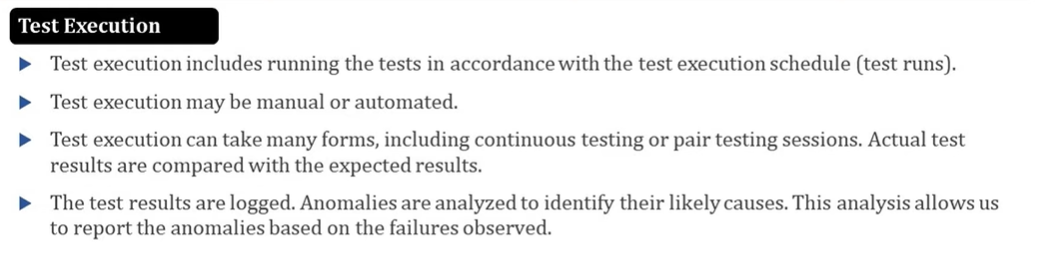 Test Execution
Test execution includes running the tests in accordance with the test execution schedule (test runs).
Test execution may be manual or automated.
Test execution can take many forms, including continuous testing or pair testing sessions. Actual test
results are compared with the expected results.
The test results are logged. Anomalies are analyzed to identify their likely causes. This analysis allows us
to report the anomalies based on the failures observed.